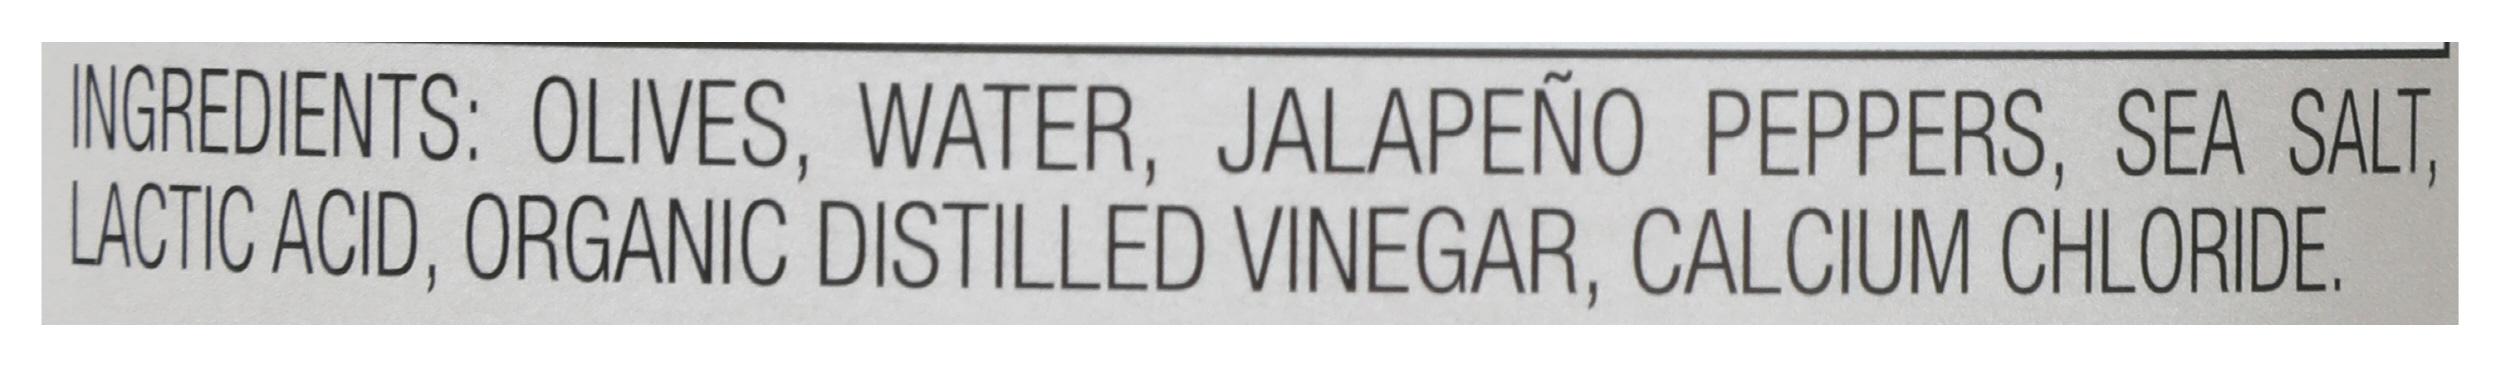 INGREDIENTS: OLIVES, WATER, JALAPEÑO PEPPERS, SEA SALT,
LACTIC ACID, ORGANIC DISTILLED VINEGAR, CALCIUM CHLORIDE.